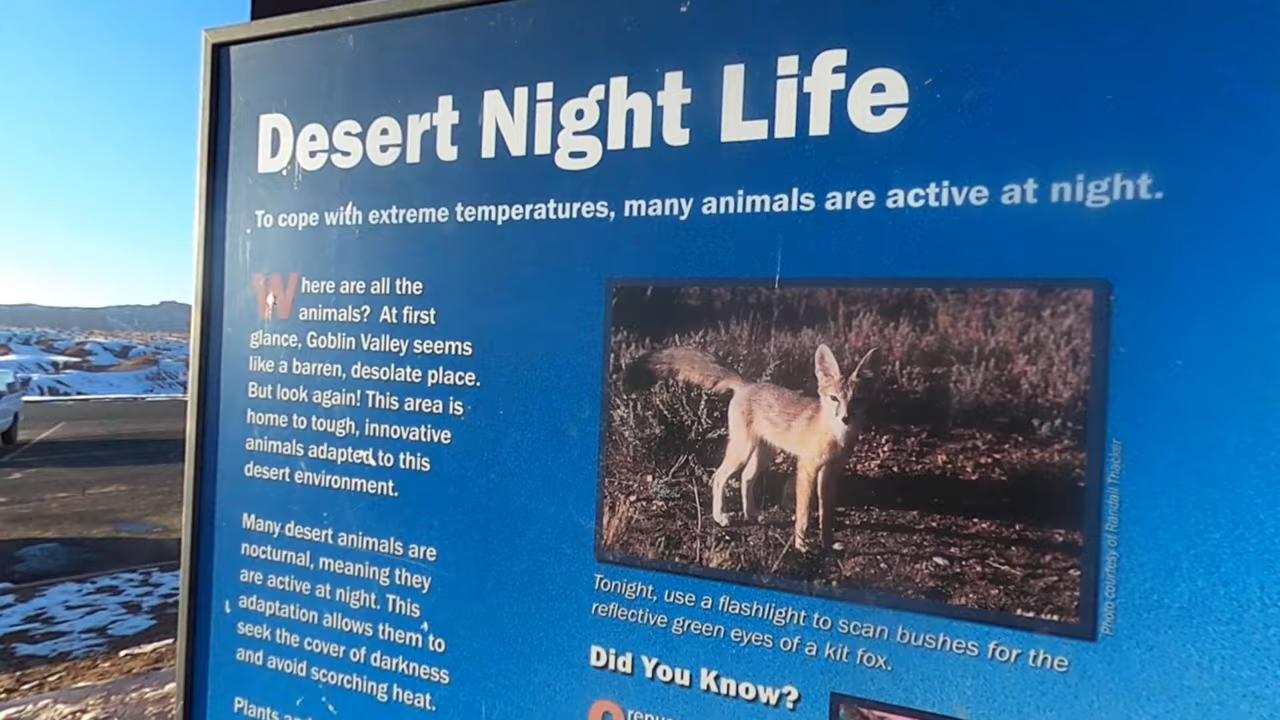 Desert Night Life
To cope with extreme temperatures, many animals are active at night.
Where are all the
animals? At first
glance, Goblin Valley seems
like a barren, desolate place.
But look again! This area is
home to tough, innovative
animals adapted to this
desert environment.
Many desert animals are
nocturnal, meaning they
are active at night. This
adaptation allows them to
seek the cover of darkness
and avoid scorching heat.
Plants
Photo courtesy of Randall Thacker
Tonight, use a flashlight to scan bushes for the
reflective green eyes of a kit fox.
Did You Know?